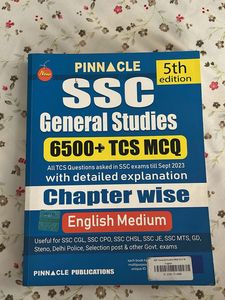 PINNACLE
5th
edition
New
SSC
General Studies
6500+ TCS MCQ
All TCS Questions asked in SSC exams till Sept 2023
with detailed explanation
Chapter wise
English Medium
Useful for SSC CGL, SSC CPO, SSC CHSL, SSC JE, SSC MTS, GD,
Steno, Delhi Police, Selection post & other Govt. exams
PINNACLE PUBLICATIONS